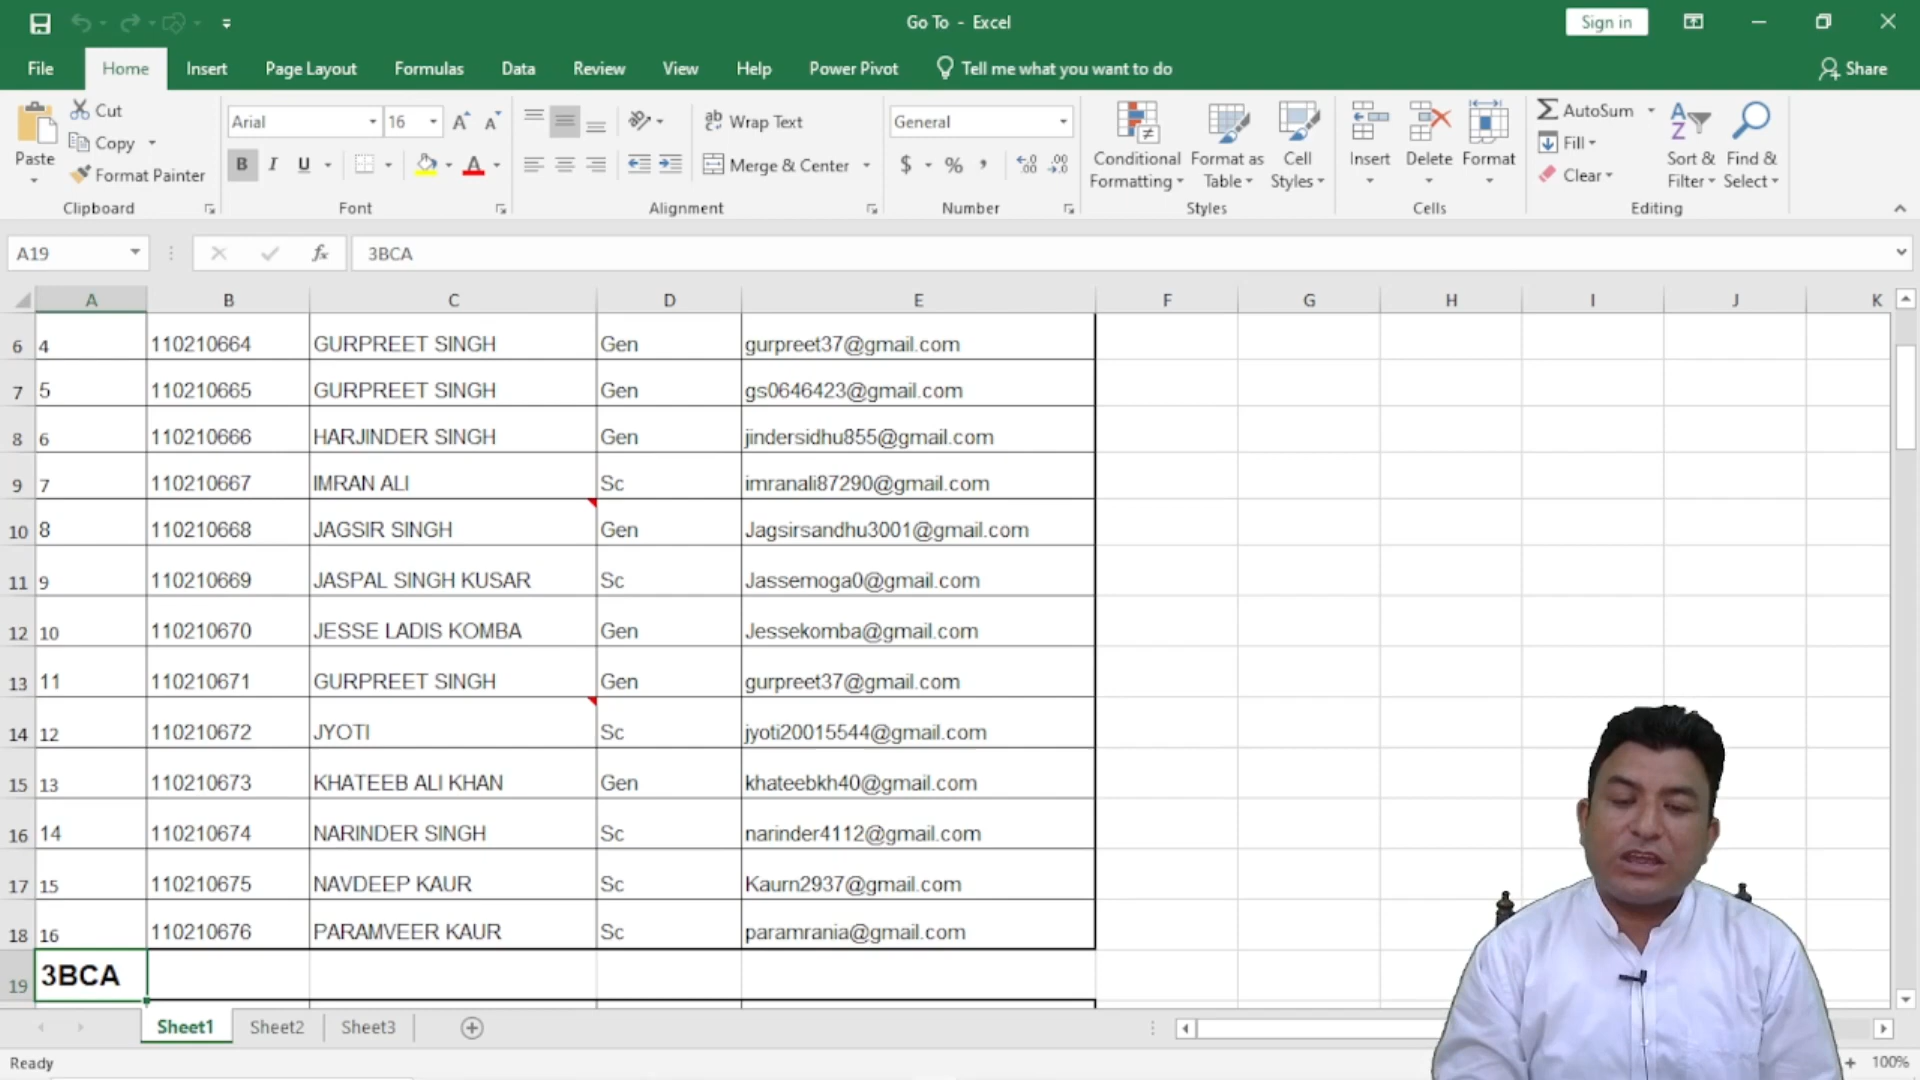 Go To - Excel
Sign in
File Home Insert Page Layout Formulas Data Review View Help Power Pivot Tell me what you want to do Share
Paste
Cut
Copy
Format Painter
Clipboard
Arial 16
B I U
Font
Wrap Text
Merge & Center
Alignment
General
$ % ,
Number
Conditional Formatting
Format as Table
Cell Styles
Styles
Insert Delete Format
Cells
AutoSum
Fill
Clear
Sort & Filter
Find & Select
Editing
A19 fx 3BCA
A B C D E F G H I J K
6 4 110210664 GURPREET SINGH Gen gurpreet37@gmail.com
7 5 110210665 GURPREET SINGH Gen gs0646423@gmail.com
8 6 110210666 HARJINDER SINGH Gen jindersidhu855@gmail.com
9 7 110210667 IMRAN ALI Sc imranali87290@gmail.com
10 8 110210668 JAGSIR SINGH Gen Jagsirsandhu3001@gmail.com
11 9 110210669 JASPAL SINGH KUSAR Sc Jassemoga0@gmail.com
12 10 110210670 JESSE LADIS KOMBA Gen Jessekomba@gmail.com
13 11 110210671 GURPREET SINGH Gen gurpreet37@gmail.com
14 12 110210672 JYOTI Sc jyoti20015544@gmail.com
15 13 110210673 KHATEEB ALI KHAN Gen khateebkh40@gmail.com
16 14 110210674 NARINDER SINGH Sc narinder4112@gmail.com
17 15 110210675 NAVDEEP KAUR Sc Kaurn2937@gmail.com
18 16 110210676 PARAMVEER KAUR Sc paramrania@gmail.com
19 3BCA
Sheet1 Sheet2 Sheet3
Ready
100%